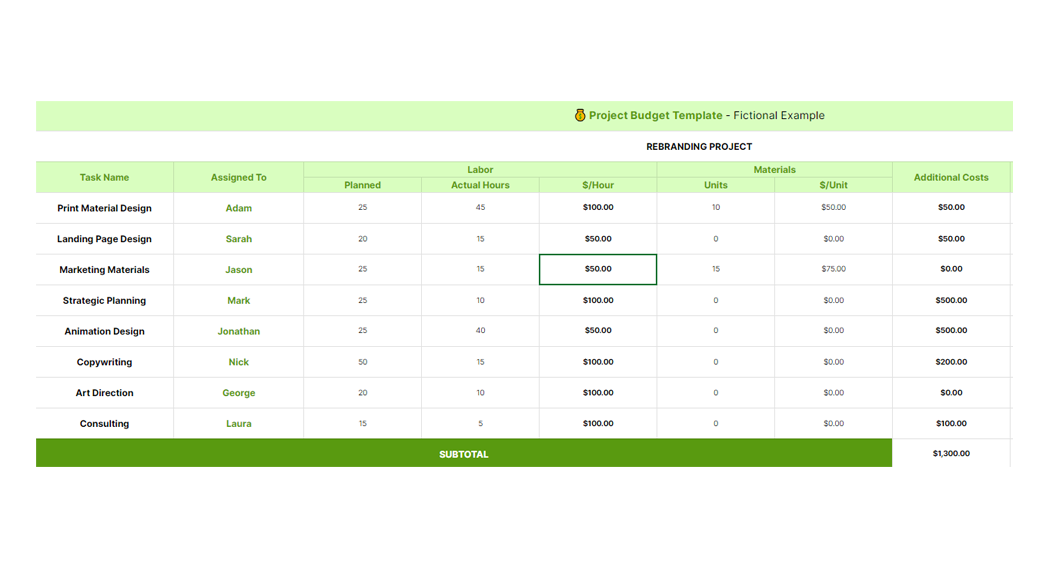 Project Budget Template - Fictional Example
REBRANDING PROJECT
Task Name Assigned To Labor Materials Additional Costs
Planned Actual Hours $/Hour Units $/Unit
Print Material Design Adam 25 45 $100.00 10 $50.00 $50.00
Landing Page Design Sarah 20 15 $50.00 0 $0.00 $50.00
Marketing Materials Jason 25 15 $50.00 15 $75.00 $0.00
Strategic Planning Mark 25 10 $100.00 0 $0.00 $500.00
Animation Design Jonathan 25 40 $50.00 0 $0.00 $500.00
Copywriting Nick 50 15 $100.00 0 $0.00 $200.00
Art Direction George 20 10 $100.00 0 $0.00 $0.00
Consulting Laura 15 5 $100.00 0 $0.00 $100.00
SUBTOTAL $1,300.00